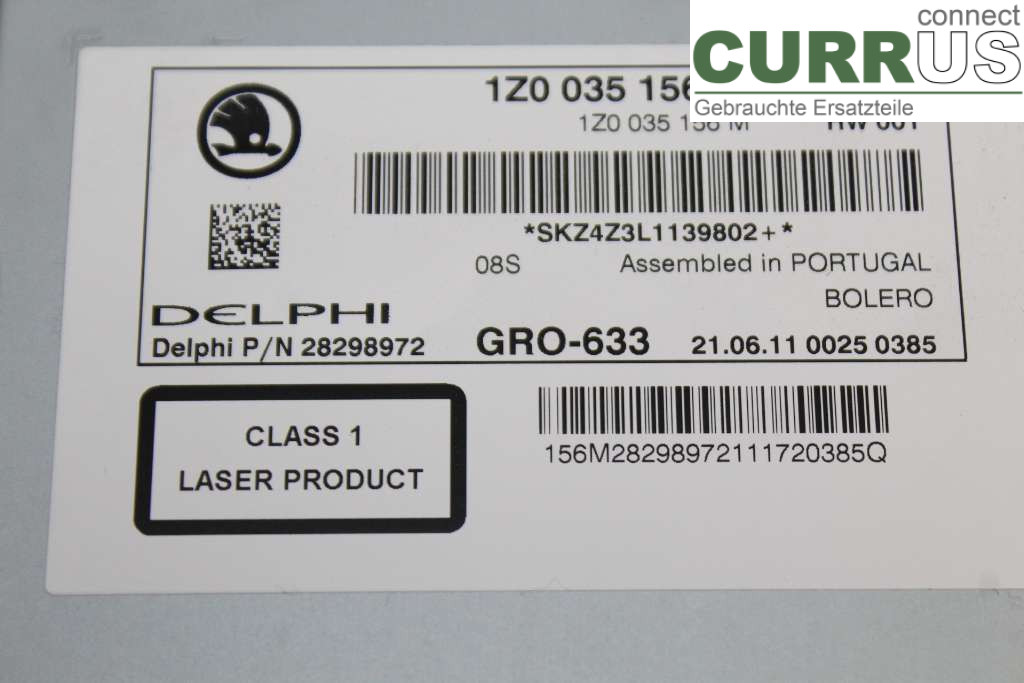 connect
CURRUS
Gebrauchte Ersatzteile
1Z0 035 156
1Z0 035 156 M
*SKZ4Z3L1139802+*
08S Assembled in PORTUGAL
BOLERO
DELPHI
Delphi P/N 28298972 GRO-633 21.06.11 0025 0385
CLASS 1
LASER PRODUCT
156M28298972111720385Q